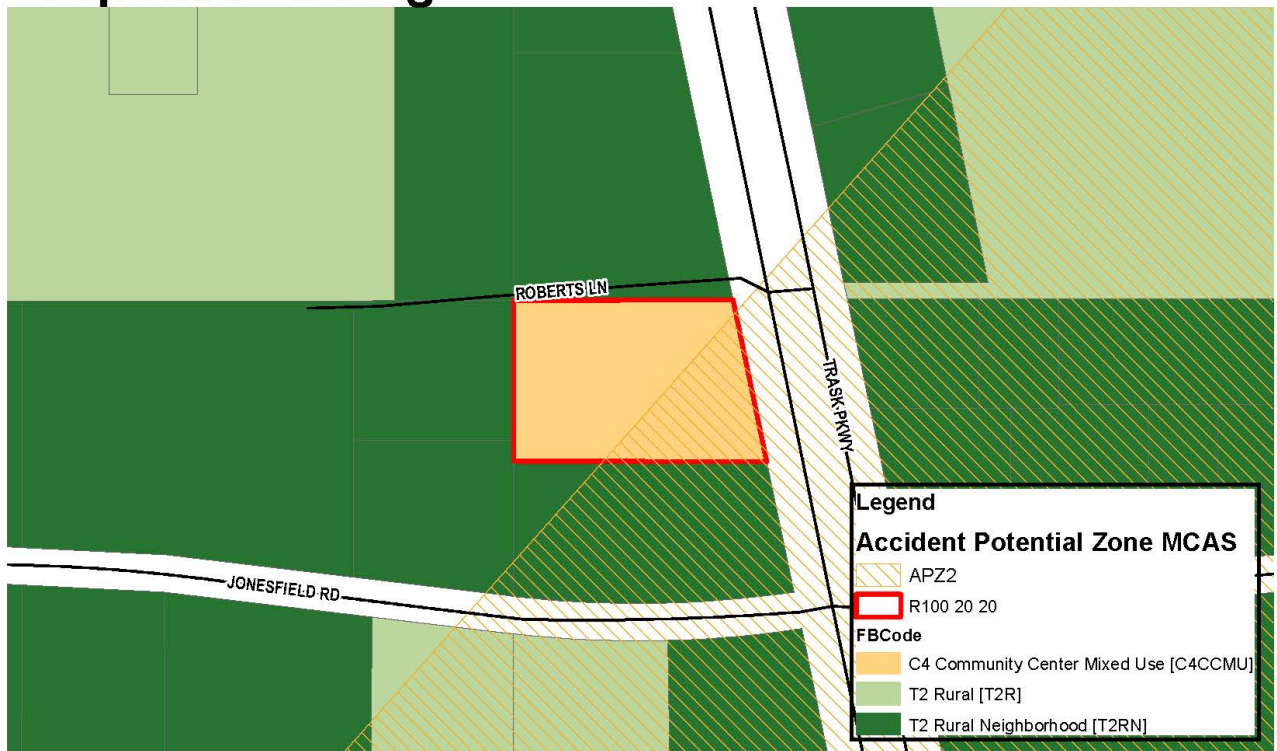 ROBERTS LN
TRASK PKWY
JONESFIELD RD
Legend
Accident Potential Zone MCAS
APZ2
R100 20 20
FBCode
C4 Community Center Mixed Use [C4CCMU]
T2 Rural [T2R]
T2 Rural Neighborhood [T2RN]